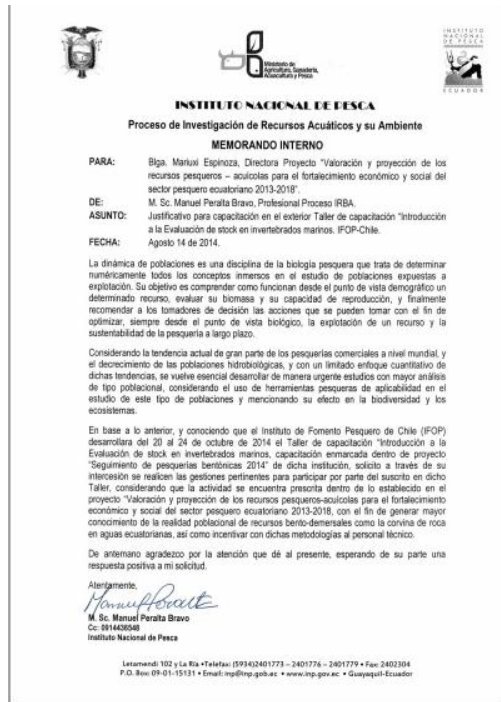 INSTITUTO
NACIONAL
DE PESCA
ECUADOR
Ministerio de
Agricultura, Ganadería,
Acuacultura y Pesca
INSTITUTO NACIONAL DE PESCA
Proceso de Investigación de Recursos Acuáticos y su Ambiente
MEMORANDO INTERNO
PARA: Blga. Mariuxi Espinoza, Directora Proyecto "Valoración y proyección de los
recursos pesqueros – acuícolas para el fortalecimiento económico y social del
sector pesquero ecuatoriano 2013-2018".
DE: M. Sc. Manuel Peralta Bravo, Profesional Proceso IRBA.
ASUNTO: Justificativo para capacitación en el exterior Taller de capacitación "Introducción
a la Evaluación de stock en invertebrados marinos. IFOP-Chile.
FECHA: Agosto 14 de 2014.
La dinámica de poblaciones es una disciplina de la biología pesquera que trata de determinar
numéricamente todos los conceptos inmersos en el estudio de poblaciones expuestas a
explotación. Su objetivo es comprender como funcionan desde el punto de vista demográfico un
determinado recurso, evaluar su biomasa y su capacidad de reproducción, y finalmente
recomendar a los tomadores de decisión las acciones que se pueden tomar con el fin de
optimizar, siempre desde el punto de vista biológico, la explotación de un recurso y la
sustentabilidad de la pesquería a largo plazo.
Considerando la tendencia actual de gran parte de los pesquerías comerciales a nivel mundial, y
el decrecimiento de las poblaciones hidrobiológicas, y con un limitado enfoque cuantitativo de
dichas tendencias, se vuelve esencial desarrollar de manera urgente estudios con mayor análisis
de tipo poblacional, considerando el uso de herramientas pesqueras de aplicabilidad en el
estudio de este tipo de poblaciones y mencionando su efecto en la biodiversidad y los
ecosistemas.
En base a lo anterior, y conociendo que el Instituto de Fomento Pesquero de Chile (IFOP)
desarrollara del 20 al 24 de octubre de 2014 el Taller de capacitación "Introducción a la
Evaluación de stock en invertebrados marinos, capacitación enmarcada dentro de proyecto
"Seguimiento de pesquerías bentónicas 2014" de dicha institución, solicito a través de su
intercesión se realicen las gestiones pertinentes para participar por parte del suscrito en dicho
Taller, considerando que la actividad se encuentra prescrita dentro de lo establecido en el
proyecto "Valoración y proyección de los recursos pesqueros-acuícolas para el fortalecimiento
económico y social del sector pesquero ecuatoriano 2013-2018, con el fin de generar mayor
conocimiento de la realidad poblacional de recursos bento-demersales como la corvina de roca
en aguas ecuatorianas, así como incentivar con dichas metodologías al personal técnico.
De antemano agradezco por la atención que dé al presente, esperando de su parte una
respuesta positiva a mi solicitud.
Atentamente,
Manuel Peralta
M. Sc. Manuel Peralta Bravo
Cc: 0914436548
Instituto Nacional de Pesca
Letamendi 102 y La Ría • Telefax: (5934)2401773 – 2401776 – 2401779 • Fax: 2402304
P.O. Box: 09-01-15131 • Email: inp@inp.gob.ec • www.inp.gov.ec • Guayaquil-Ecuador